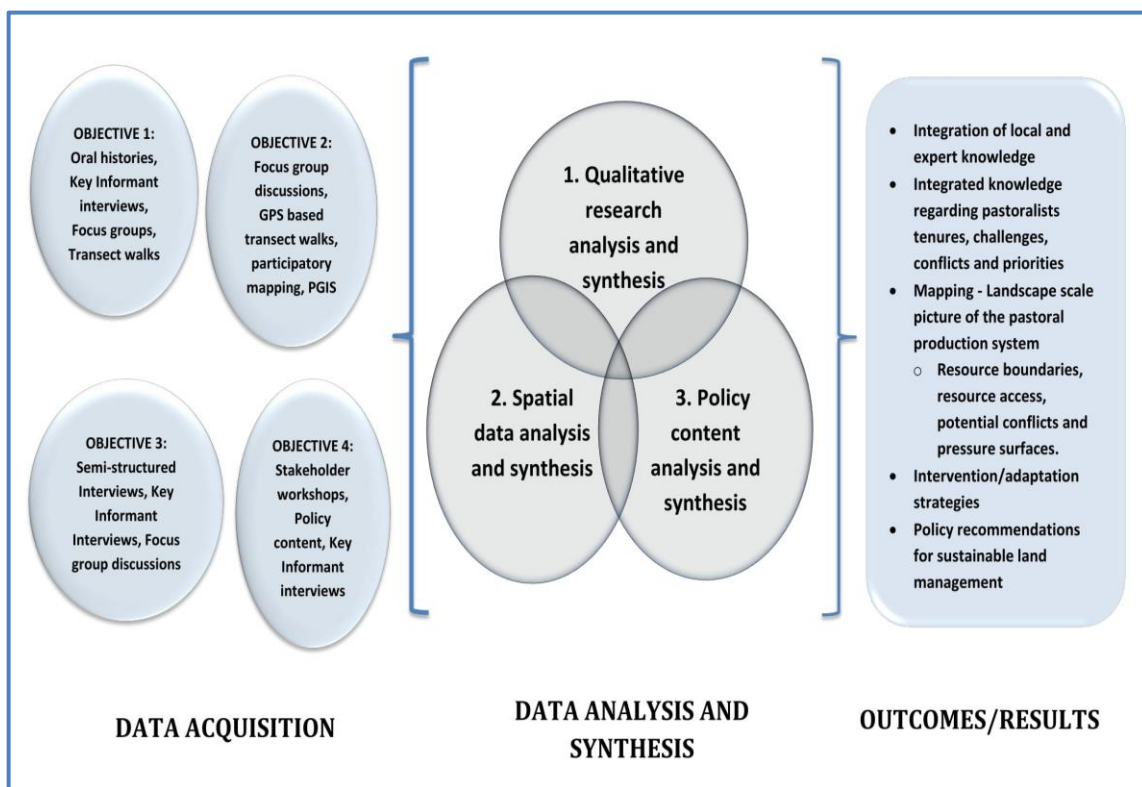 OBJECTIVE 1:
Oral histories,
Key Informant
interviews,
Focus groups,
Transect walks
OBJECTIVE 2:
Focus group
discussions,
GPS based
transect walks,
participatory
mapping, PGIS
OBJECTIVE 3:
Semi-structured
Interviews, Key
Informant
Interviews, Focus
group discussions
OBJECTIVE 4:
Stakeholder
workshops,
Policy
content, Key
Informant
interviews
DATA ACQUISITION
1. Qualitative
research
analysis and
synthesis
2. Spatial
data analysis
and synthesis
3. Policy
content
analysis and
synthesis
DATA ANALYSIS AND
SYNTHESIS
• Integration of local and
expert knowledge
• Integrated knowledge
regarding pastoralists
tenures, challenges,
conflicts and priorities
• Mapping - Landscape scale
picture of the pastoral
production system
o Resource boundaries,
resource access,
potential conflicts and
pressure surfaces.
• Intervention/adaptation
strategies
• Policy recommendations
for sustainable land
management
OUTCOMES/RESULTS